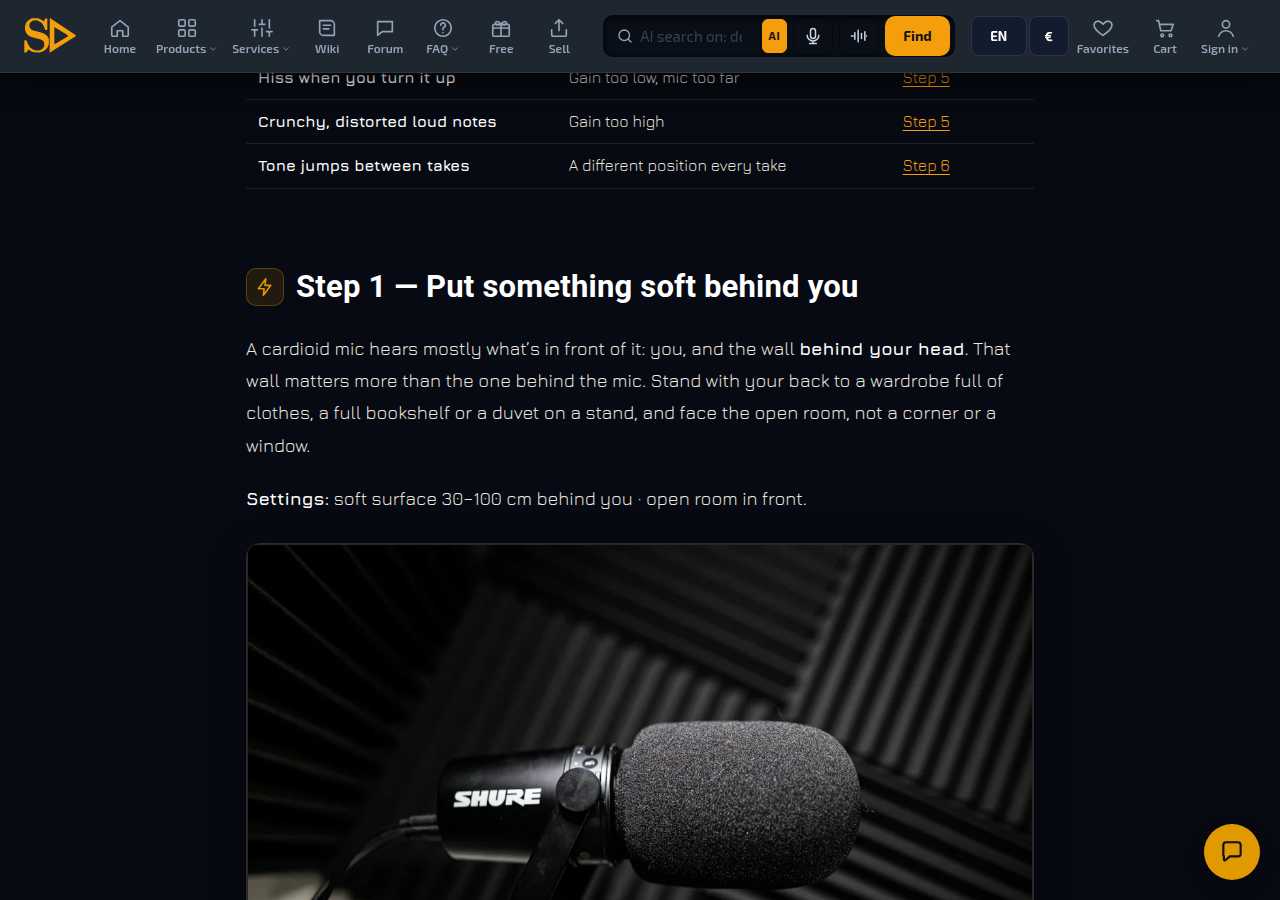 Home
Products
Services
Wiki
Forum
FAQ
Free
Sell
AI search on:
AI
Find
EN
€
Favorites
Cart
Sign in
Hiss when you turn it up Gain too low, mic too far Step 5
Crunchy, distorted loud notes Gain too high Step 5
Tone jumps between takes A different position every take Step 6
Step 1 — Put something soft behind you
A cardioid mic hears mostly what's in front of it: you, and the wall behind your head. That
wall matters more than the one behind the mic. Stand with your back to a wardrobe full of
clothes, a full bookshelf or a duvet on a stand, and face the open room, not a corner or a
window.
Settings: soft surface 30–100 cm behind you · open room in front.
SHURE